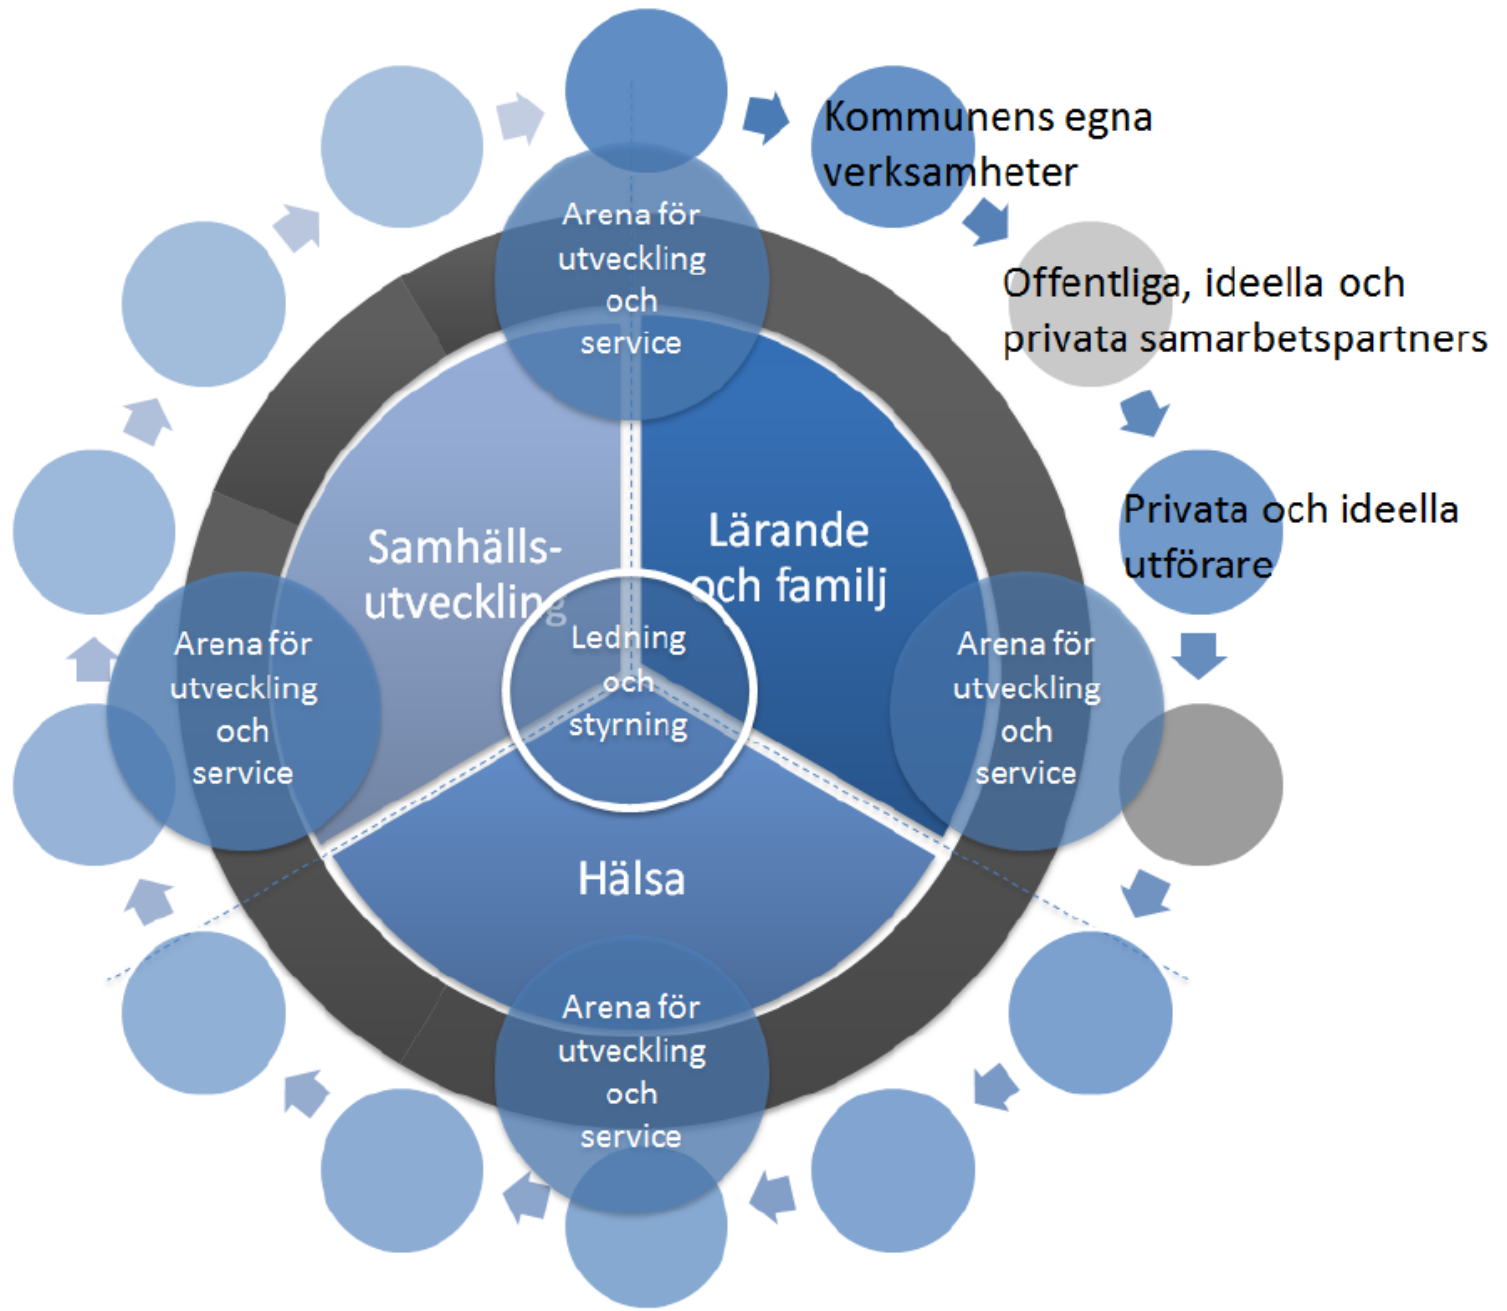 Kommunens egna
verksamheter
Arena för
utveckling
och
service
Offentliga, ideella och
privata samarbetspartners
Privata och ideella
utförare
Samhälls-
utveckling
Lärande
och familj
Ledning
och
styrning
Arena för
utveckling
och
service
Arena för
utveckling
och
service
Hälsa
Arena för
utveckling
och
service